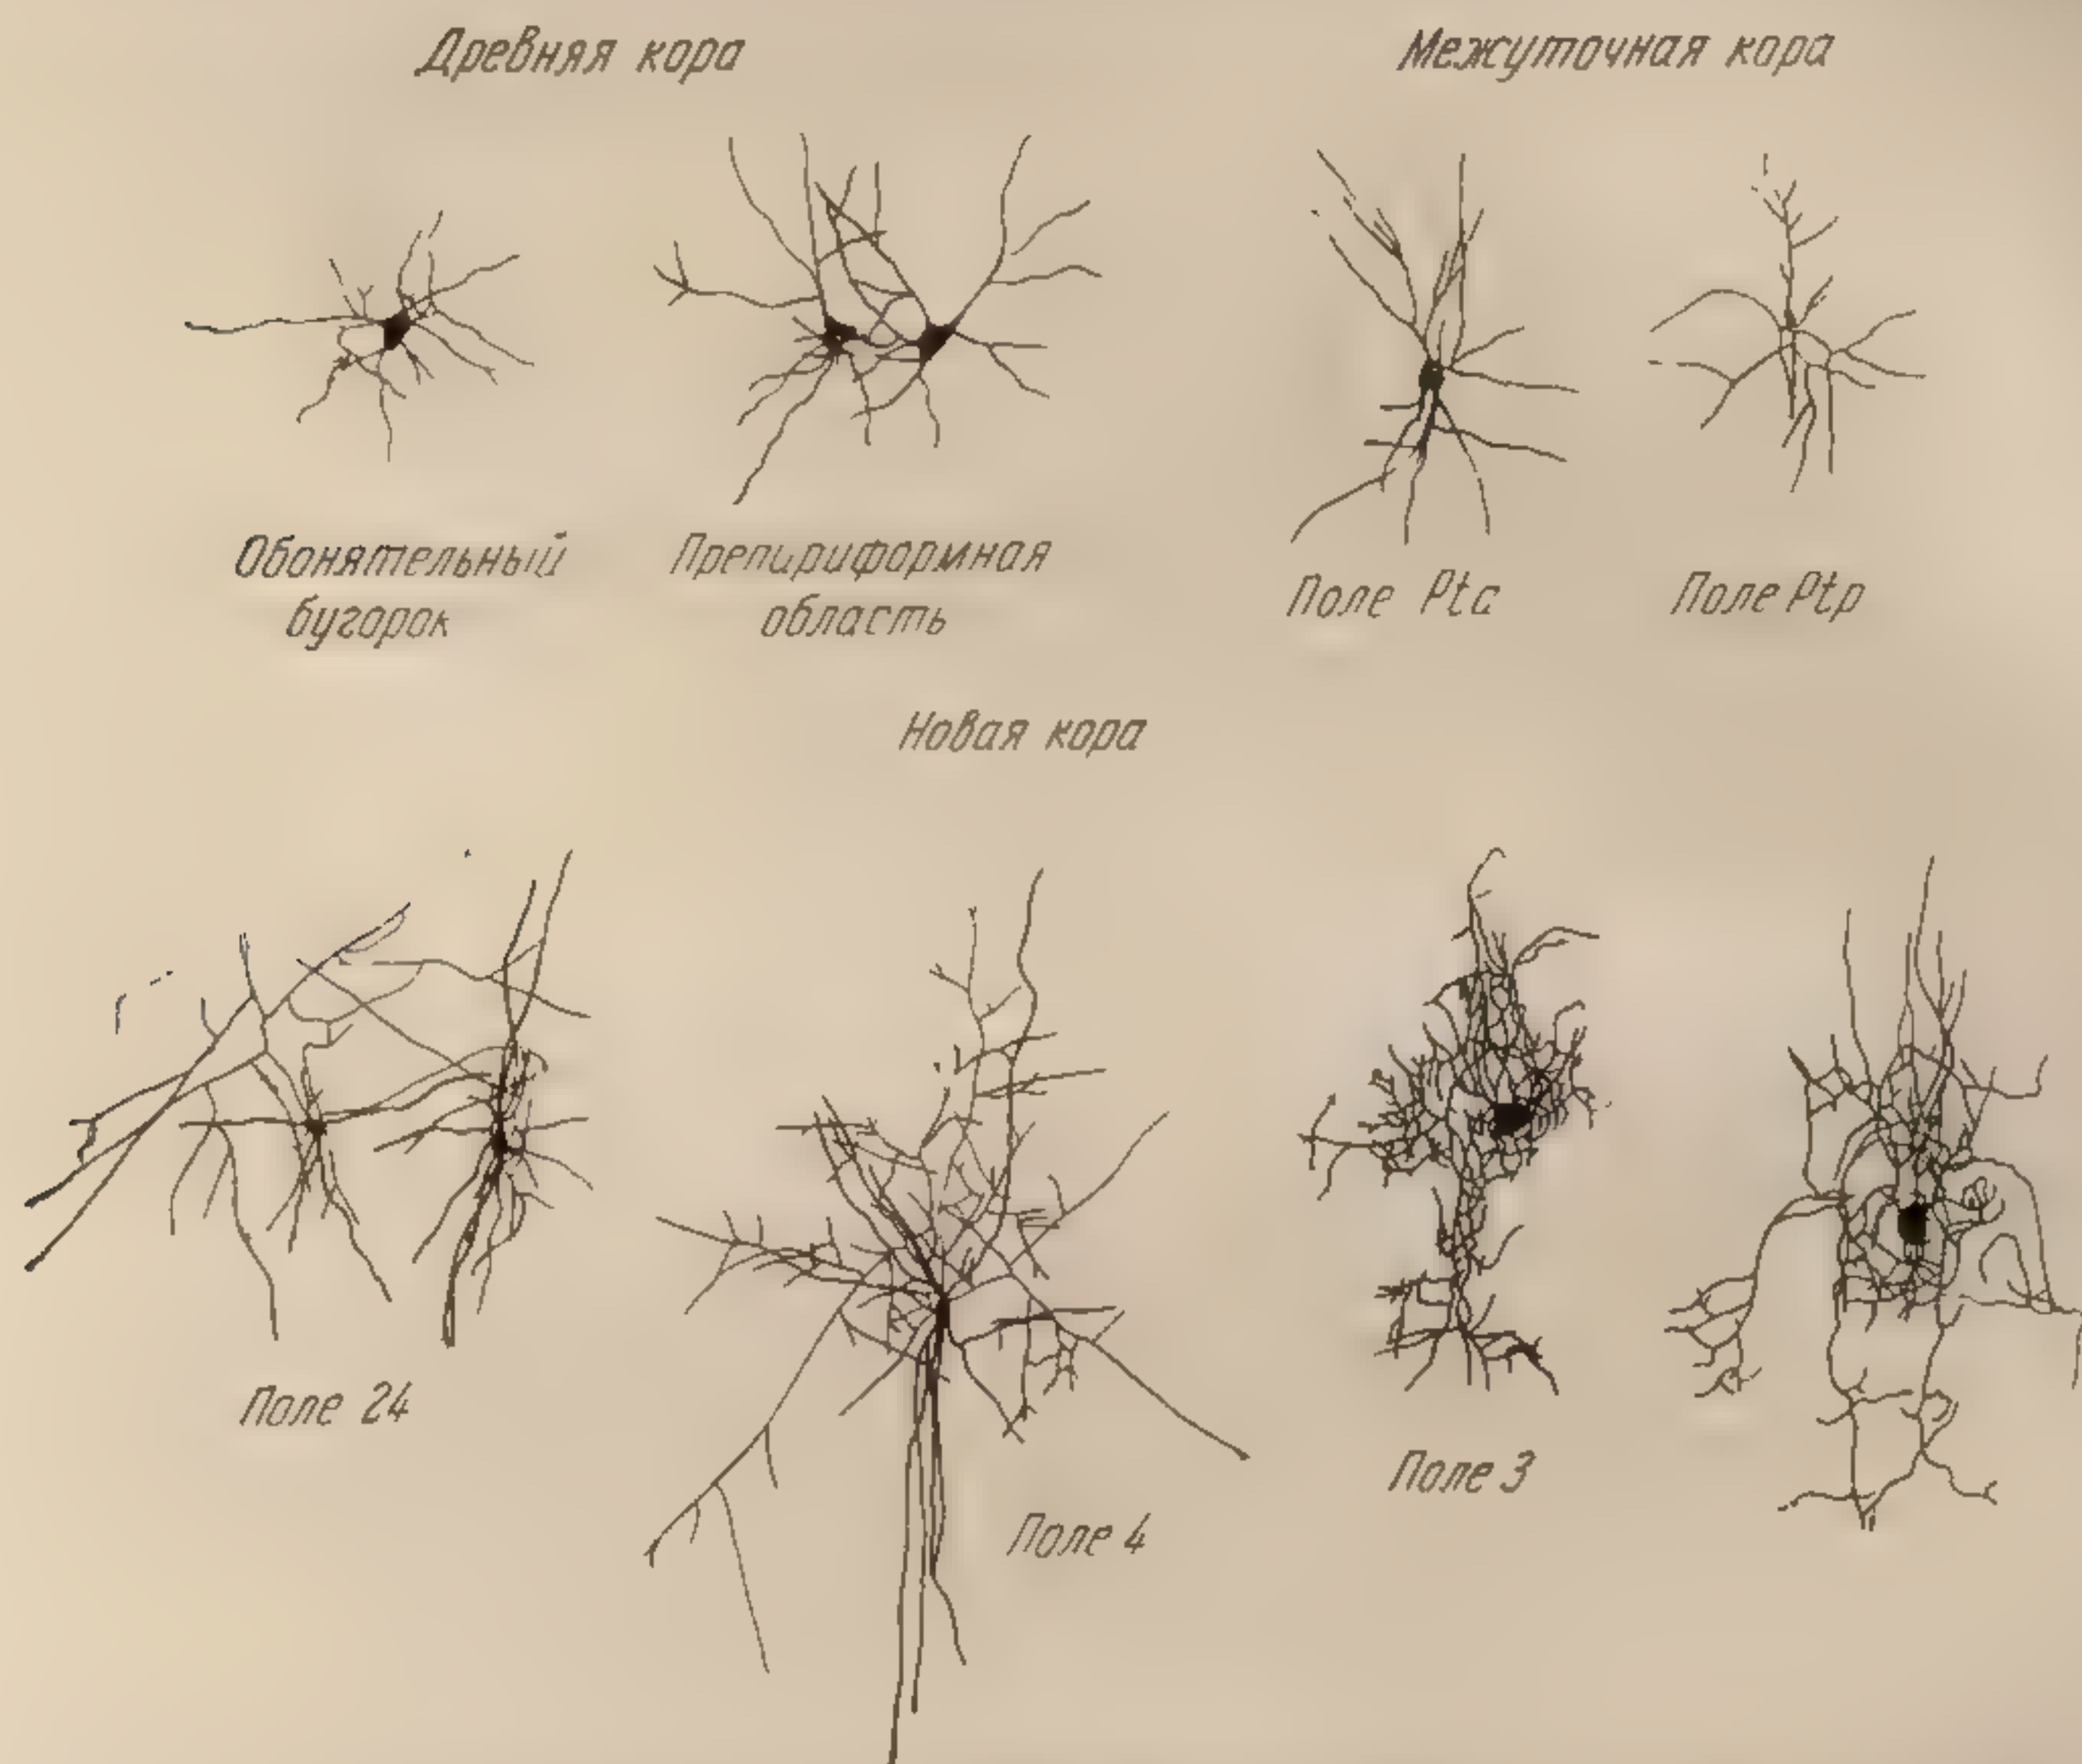 Древняя кора
Межуточная кора
Обонятельный
бугорок
Препириформная
область
Поле Pta
Поле Ptp
Новая кора
Поле 24
Поле 4
Поле 3